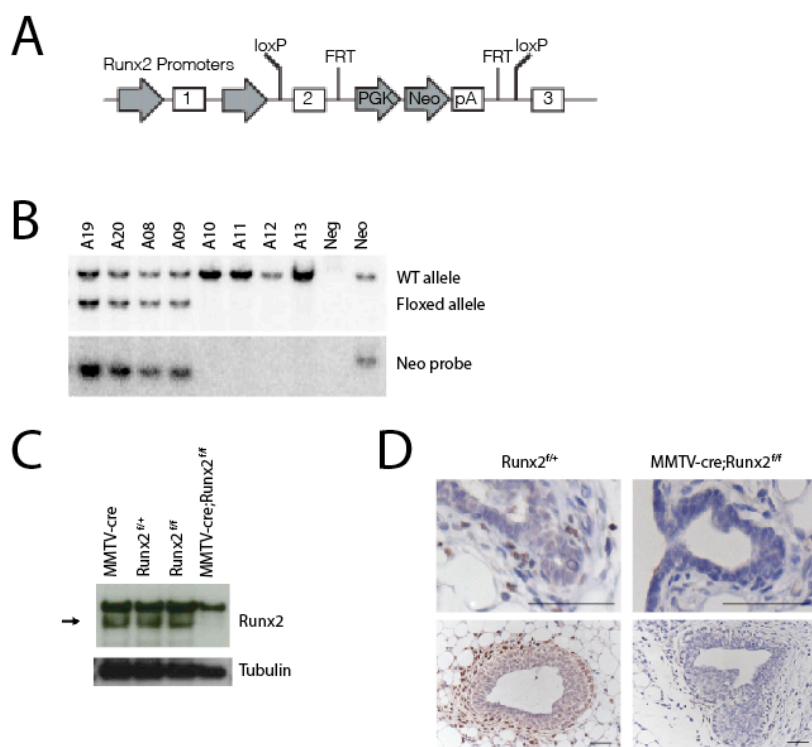 A
Runx2 Promoters
loxP
FRT
FRT
loxP
1
2
PGK
Neo
pA
3
B
A19 A20 A08 A09 A10 A11 A12 A13 Neg Neo
WT allele
Floxed allele
Neo probe
C
MMTV-cre
Runx2f/+
Runx2f/f
MMTV-cre;Runx2f/f
Runx2
Tubulin
D
Runx2f/+
MMTV-cre;Runx2f/f